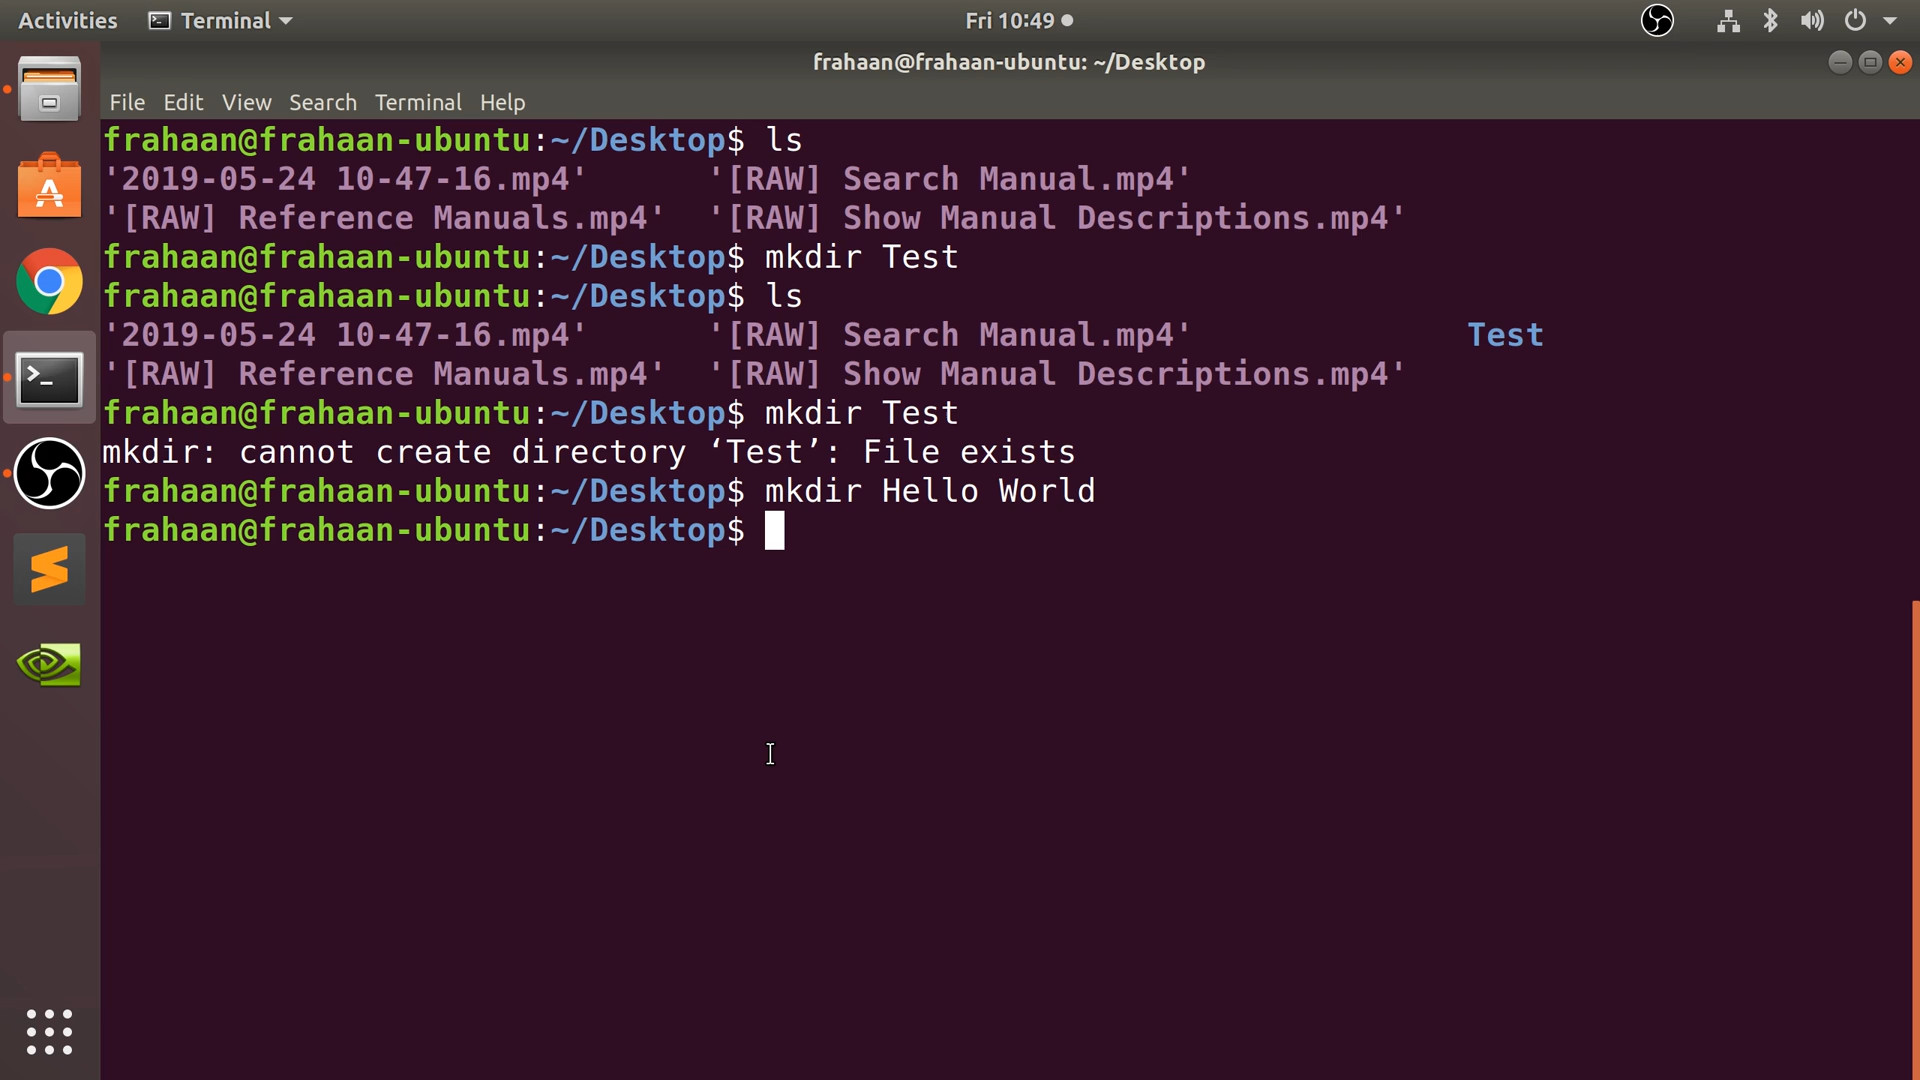 Activities Terminal Fri 10:49
frahaan@frahaan-ubuntu: ~/Desktop
File Edit View Search Terminal Help
frahaan@frahaan-ubuntu:~/Desktop$ ls
'2019-05-24 10-47-16.mp4' '[RAW] Search Manual.mp4'
'[RAW] Reference Manuals.mp4' '[RAW] Show Manual Descriptions.mp4'
frahaan@frahaan-ubuntu:~/Desktop$ mkdir Test
frahaan@frahaan-ubuntu:~/Desktop$ ls
'2019-05-24 10-47-16.mp4' '[RAW] Search Manual.mp4' Test
'[RAW] Reference Manuals.mp4' '[RAW] Show Manual Descriptions.mp4'
frahaan@frahaan-ubuntu:~/Desktop$ mkdir Test
mkdir: cannot create directory ‘Test’: File exists
frahaan@frahaan-ubuntu:~/Desktop$ mkdir Hello World
frahaan@frahaan-ubuntu:~/Desktop$